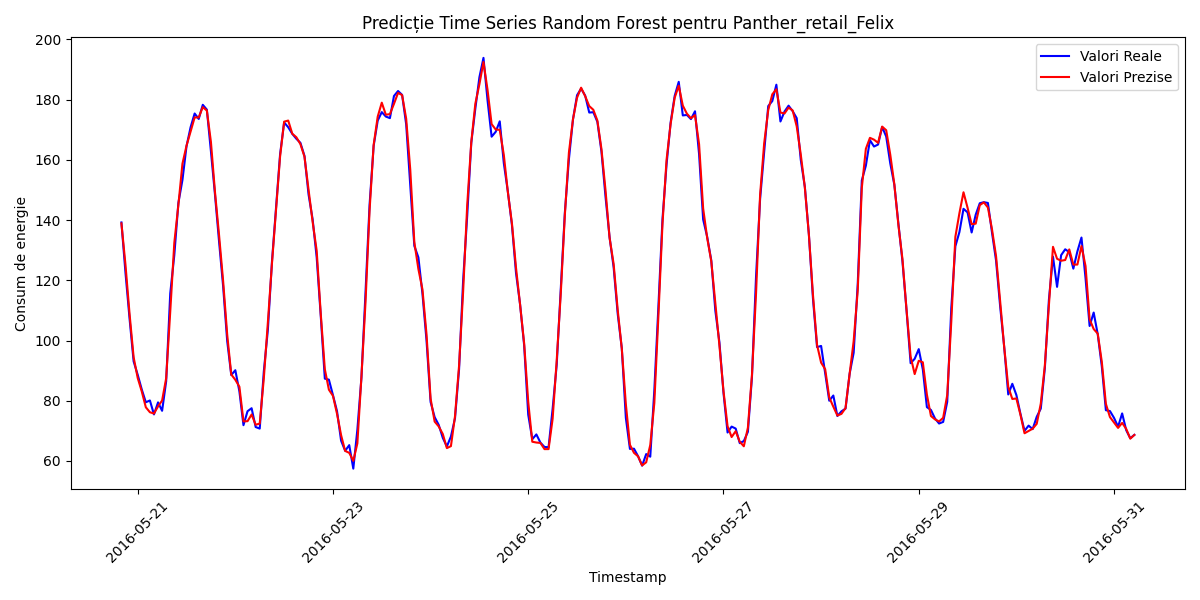 Predicție Time Series Random Forest pentru Panther_retail_Felix
Valori Reale
Valori Prezise
Consum de energie
200
180
160
140
120
100
80
60
2016-05-21
2016-05-23
2016-05-25
2016-05-27
2016-05-29
2016-05-31
Timestamp